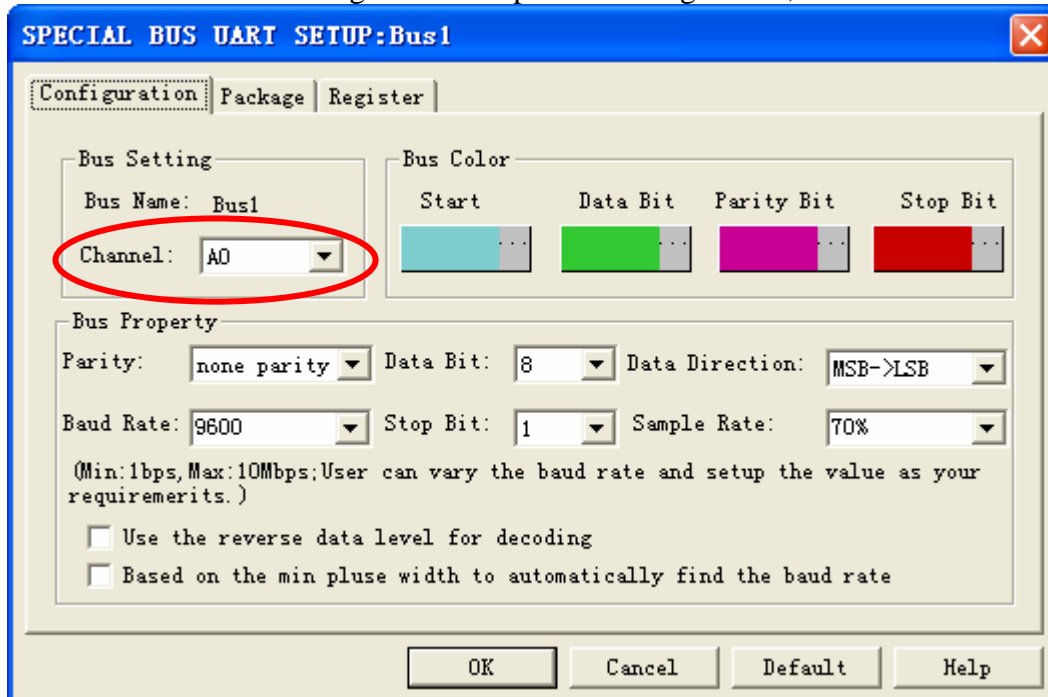 SPECIAL BUS UART SETUP:Bus1
Configuration Package Register
Bus Setting
Bus Name: Bus1
Channel: A0
Bus Color
Start Data Bit Parity Bit Stop Bit
... ... ... ...
Bus Property
Parity: none parity Data Bit: 8 Data Direction: MSB->LSB
Baud Rate: 9600 Stop Bit: 1 Sample Rate: 70%
(Min:1bps,Max:10Mbps;User can vary the baud rate and setup the value as your
requiremerits.)
Use the reverse data level for decoding
Based on the min pluse width to automatically find the baud rate
OK Cancel Default Help